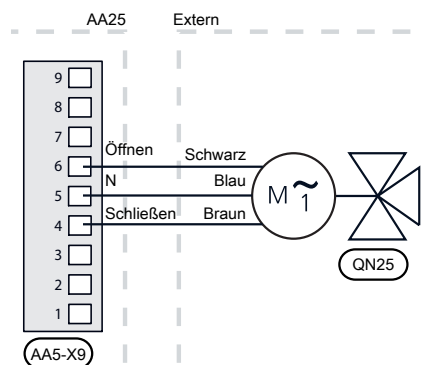 AA25 Extern
9
8
7
Öffnen Schwarz
6
N Blau
5
M ~ 1
Schließen Braun
4
3
QN25
2
1
AA5-X9